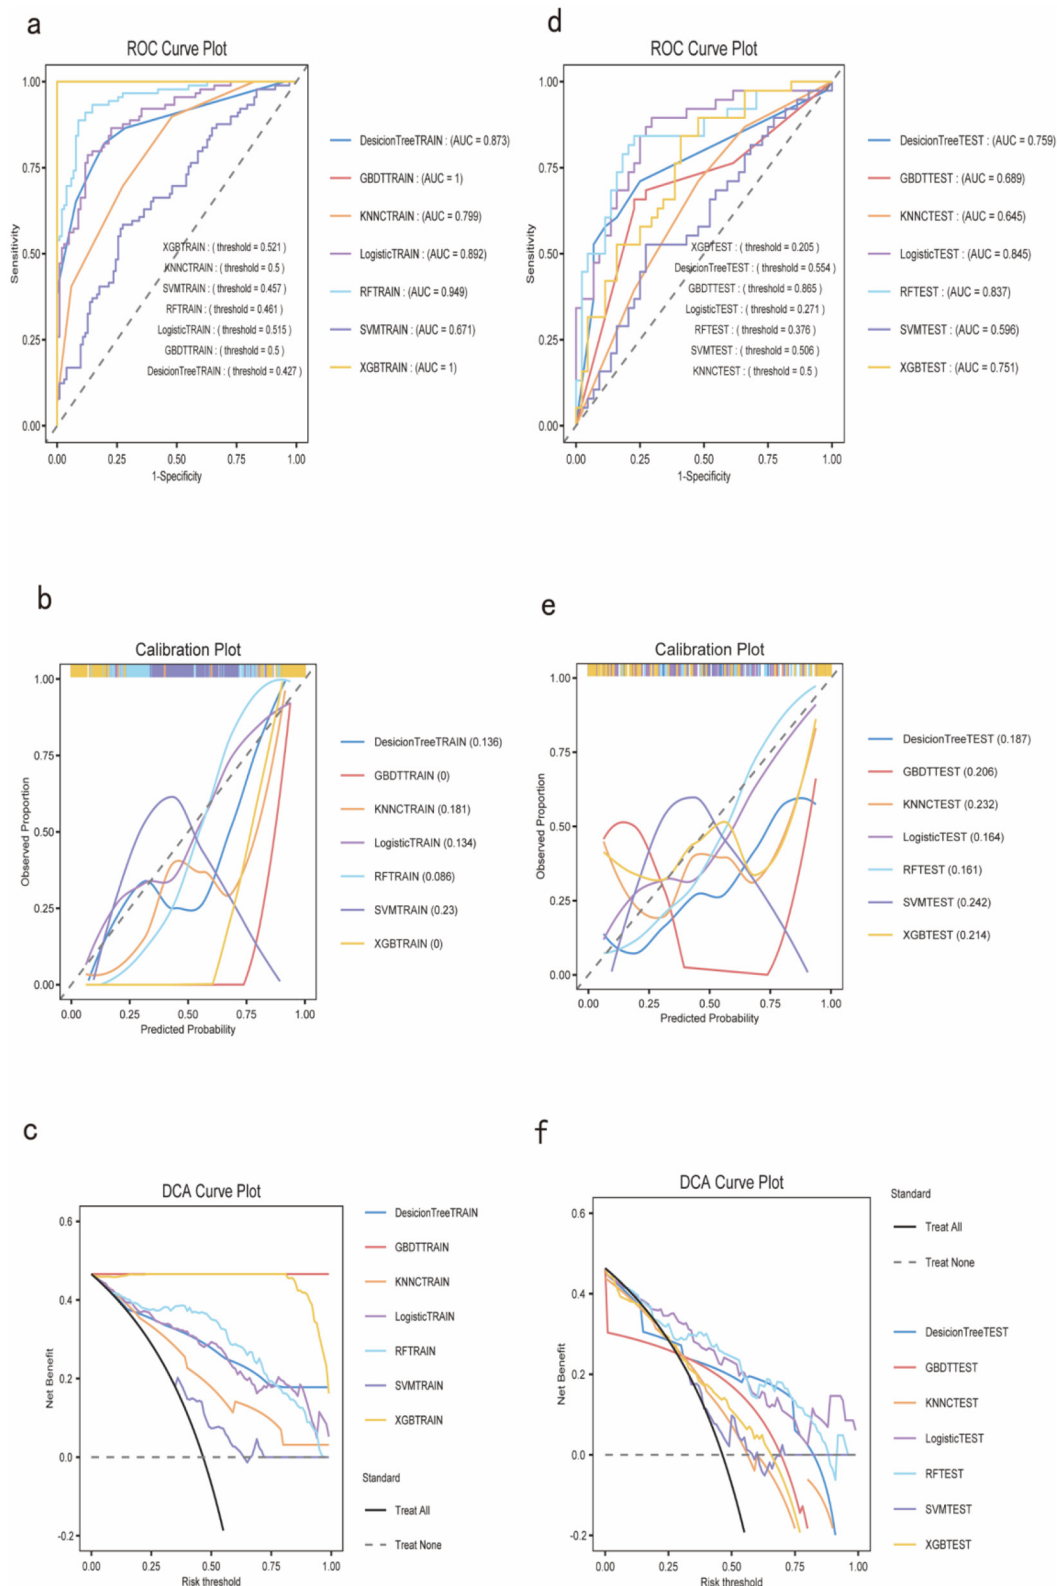 a
ROC Curve Plot
1.00
0.75
0.50
0.25
0.00
Sensitivity
0.00 0.25 0.50 0.75 1.00
1-Specificity
XGBTRAIN : ( threshold = 0.521 )
KNNCTRAIN : ( threshold = 0.5 )
SVMTRAIN : ( threshold = 0.457 )
RFTRAIN : ( threshold = 0.461 )
LogisticTRAIN : ( threshold = 0.515 )
GBDTTRAIN : ( threshold = 0.5 )
DesicionTreeTRAIN : ( threshold = 0.427 )
DesicionTreeTRAIN : (AUC = 0.873)
GBDTTRAIN : (AUC = 1)
KNNCTRAIN : (AUC = 0.799)
LogisticTRAIN : (AUC = 0.892)
RFTRAIN : (AUC = 0.949)
SVMTRAIN : (AUC = 0.671)
XGBTRAIN : (AUC = 1)
d
ROC Curve Plot
1.00
0.75
0.50
0.25
0.00
Sensitivity
0.00 0.25 0.50 0.75 1.00
1-Specificity
XGBTEST : ( threshold = 0.205 )
DesicionTreeTEST : ( threshold = 0.554 )
GBDTTEST : ( threshold = 0.865 )
LogisticTEST : ( threshold = 0.271 )
RFTEST : ( threshold = 0.376 )
SVMTEST : ( threshold = 0.506 )
KNNCTEST : ( threshold = 0.5 )
DesicionTreeTEST : (AUC = 0.759)
GBDTTEST : (AUC = 0.689)
KNNCTEST : (AUC = 0.645)
LogisticTEST : (AUC = 0.845)
RFTEST : (AUC = 0.837)
SVMTEST : (AUC = 0.596)
XGBTEST : (AUC = 0.751)
b
Calibration Plot
1.00
0.75
0.50
0.25
0.00
Observed Proportion
0.00 0.25 0.50 0.75 1.00
Predicted Probability
DesicionTreeTRAIN (0.136)
GBDTTRAIN (0)
KNNCTRAIN (0.181)
LogisticTRAIN (0.134)
RFTRAIN (0.086)
SVMTRAIN (0.23)
XGBTRAIN (0)
e
Calibration Plot
1.00
0.75
0.50
0.25
0.00
Observed Proportion
0.00 0.25 0.50 0.75 1.00
Predicted Probability
DesicionTreeTEST (0.187)
GBDTTEST (0.206)
KNNCTEST (0.232)
LogisticTEST (0.164)
RFTEST (0.161)
SVMTEST (0.242)
XGBTEST (0.214)
c
DCA Curve Plot
0.6
0.4
0.2
0.0
-0.2
Net Benefit
0.00 0.25 0.50 0.75 1.00
Risk threshold
DesicionTreeTRAIN
GBDTTRAIN
KNNCTRAIN
LogisticTRAIN
RFTRAIN
SVMTRAIN
XGBTRAIN
Standard
Treat All
Treat None
f
DCA Curve Plot
0.6
0.4
0.2
0.0
-0.2
Net Benefit
0.00 0.25 0.50 0.75 1.00
Risk threshold
Standard
Treat All
Treat None
DesicionTreeTEST
GBDTTEST
KNNCTEST
LogisticTEST
RFTEST
SVMTEST
XGBTEST